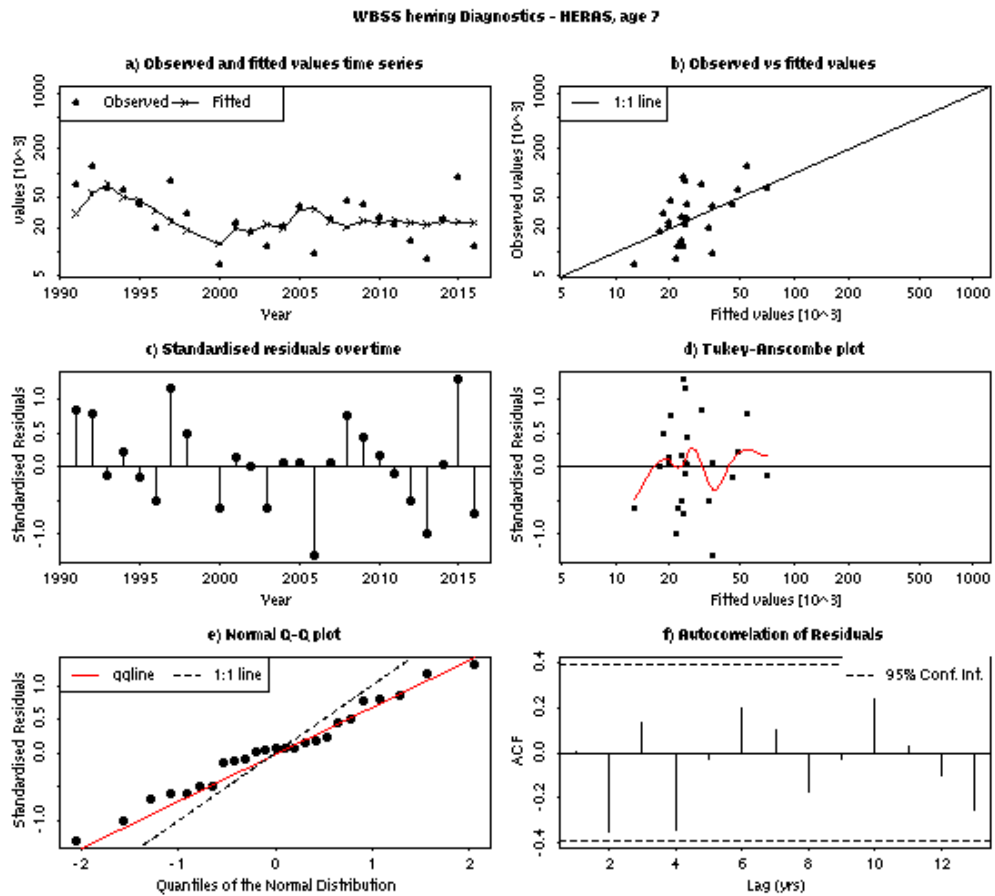 WBSS herring Diagnostics - HERAS, age 7
a) Observed and fitted values time series
Observed Fitted
values [10^3]
1000
200
50
20
5
1990 1995 2000 2005 2010 2015
Year
b) Observed vs fitted values
1:1 line
Observed values [10^3]
1000
200
50
20
5
5 10 20 50 100 200 500 1000
Fitted values [10^3]
c) Standardised residuals over time
Standardised Residuals
1.0
0.5
0.0
-1.0
1990 1995 2000 2005 2010 2015
Year
d) Tukey-Anscombe plot
Standardised Residuals
1.0
0.5
0.0
-1.0
5 10 20 50 100 200 500 1000
Fitted values [10^3]
e) Normal Q-Q plot
qqline 1:1 line
Standardised Residuals
1.0
0.5
0.0
-1.0
-2 -1 0 1 2
Quantiles of the Normal Distribution
f) Autocorrelation of Residuals
95% Conf. Int.
ACF
0.4
0.2
0.0
-0.2
-0.4
2 4 6 8 10 12
Lag (yrs)